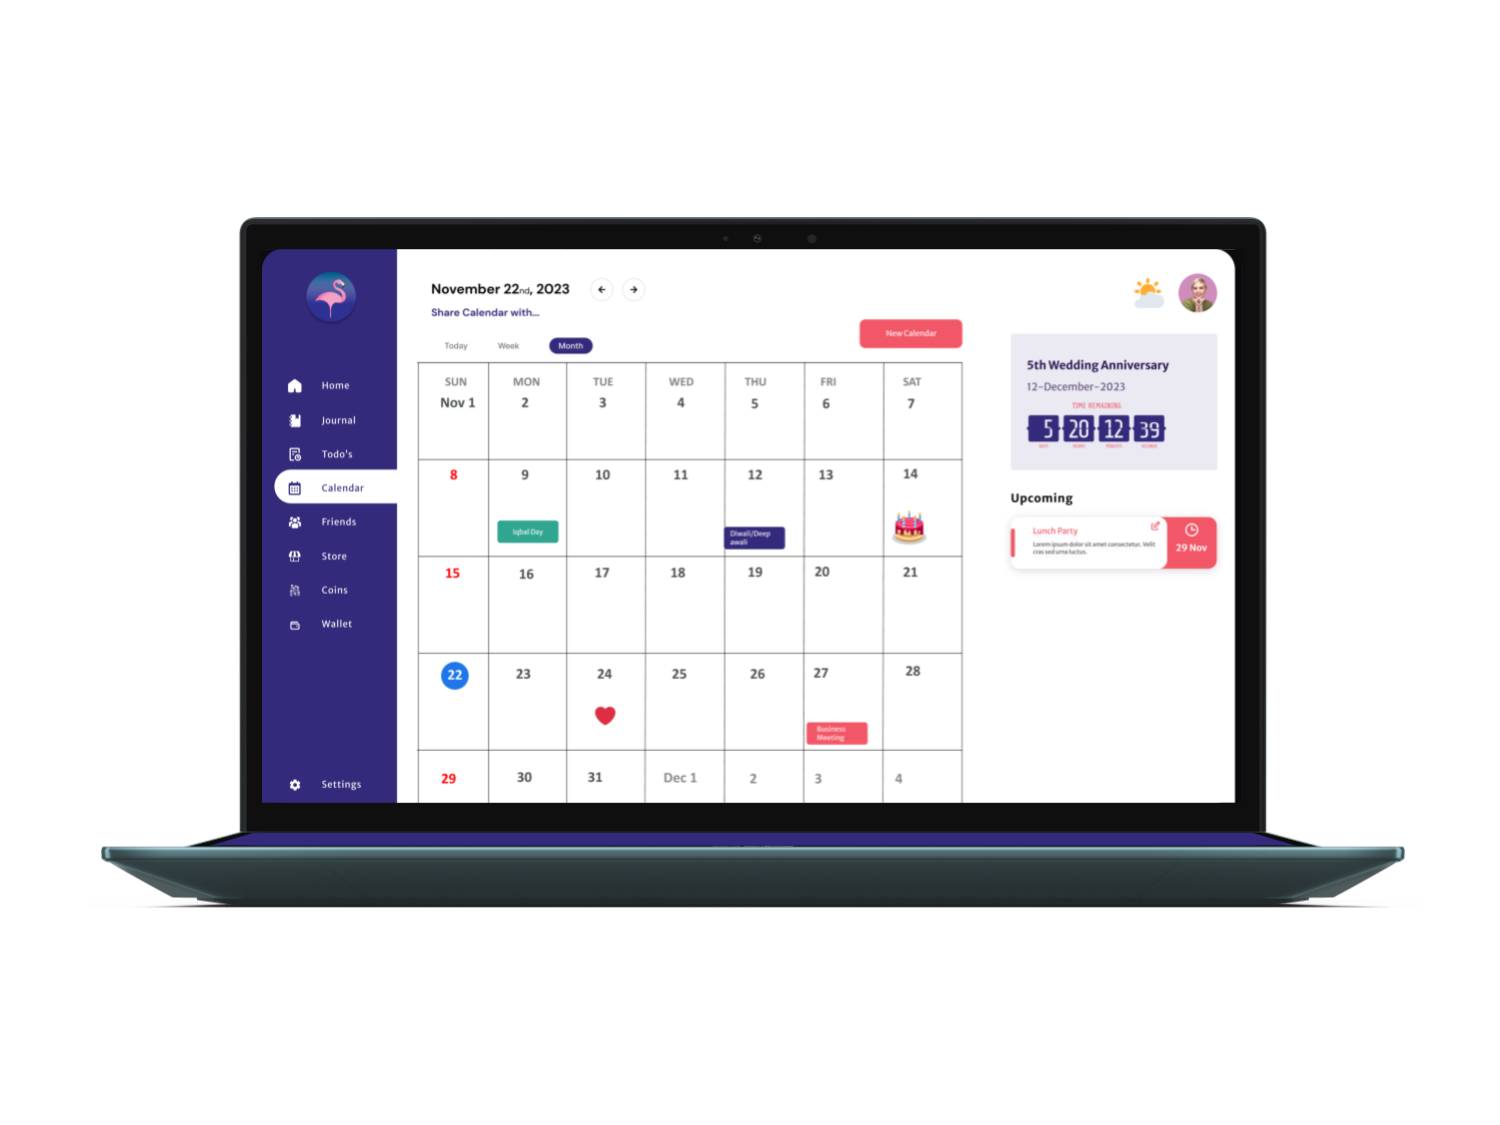 November 22nd, 2023
Share Calendar with...
New Calendar
Today Week Month
SUN MON TUE WED THU FRI SAT
Nov 1 2 3 4 5 6 7
8 9 10 11 12 13 14
Iqbal Day
Diwali/Deep
awali
15 16 17 18 19 20 21
22 23 24 25 26 27 28
Business
Meeting
29 30 31 Dec 1 2 3 4
Home
Journal
Todo's
Calendar
Friends
Store
Coins
Wallet
Settings
5th Wedding Anniversary
12-December-2023
TIME REMAINING
5 20 12 39
Upcoming
Lunch Party
Lorem ipsum dolor sit amet consectetur. Velit
cras sed urna luctus.
29 Nov